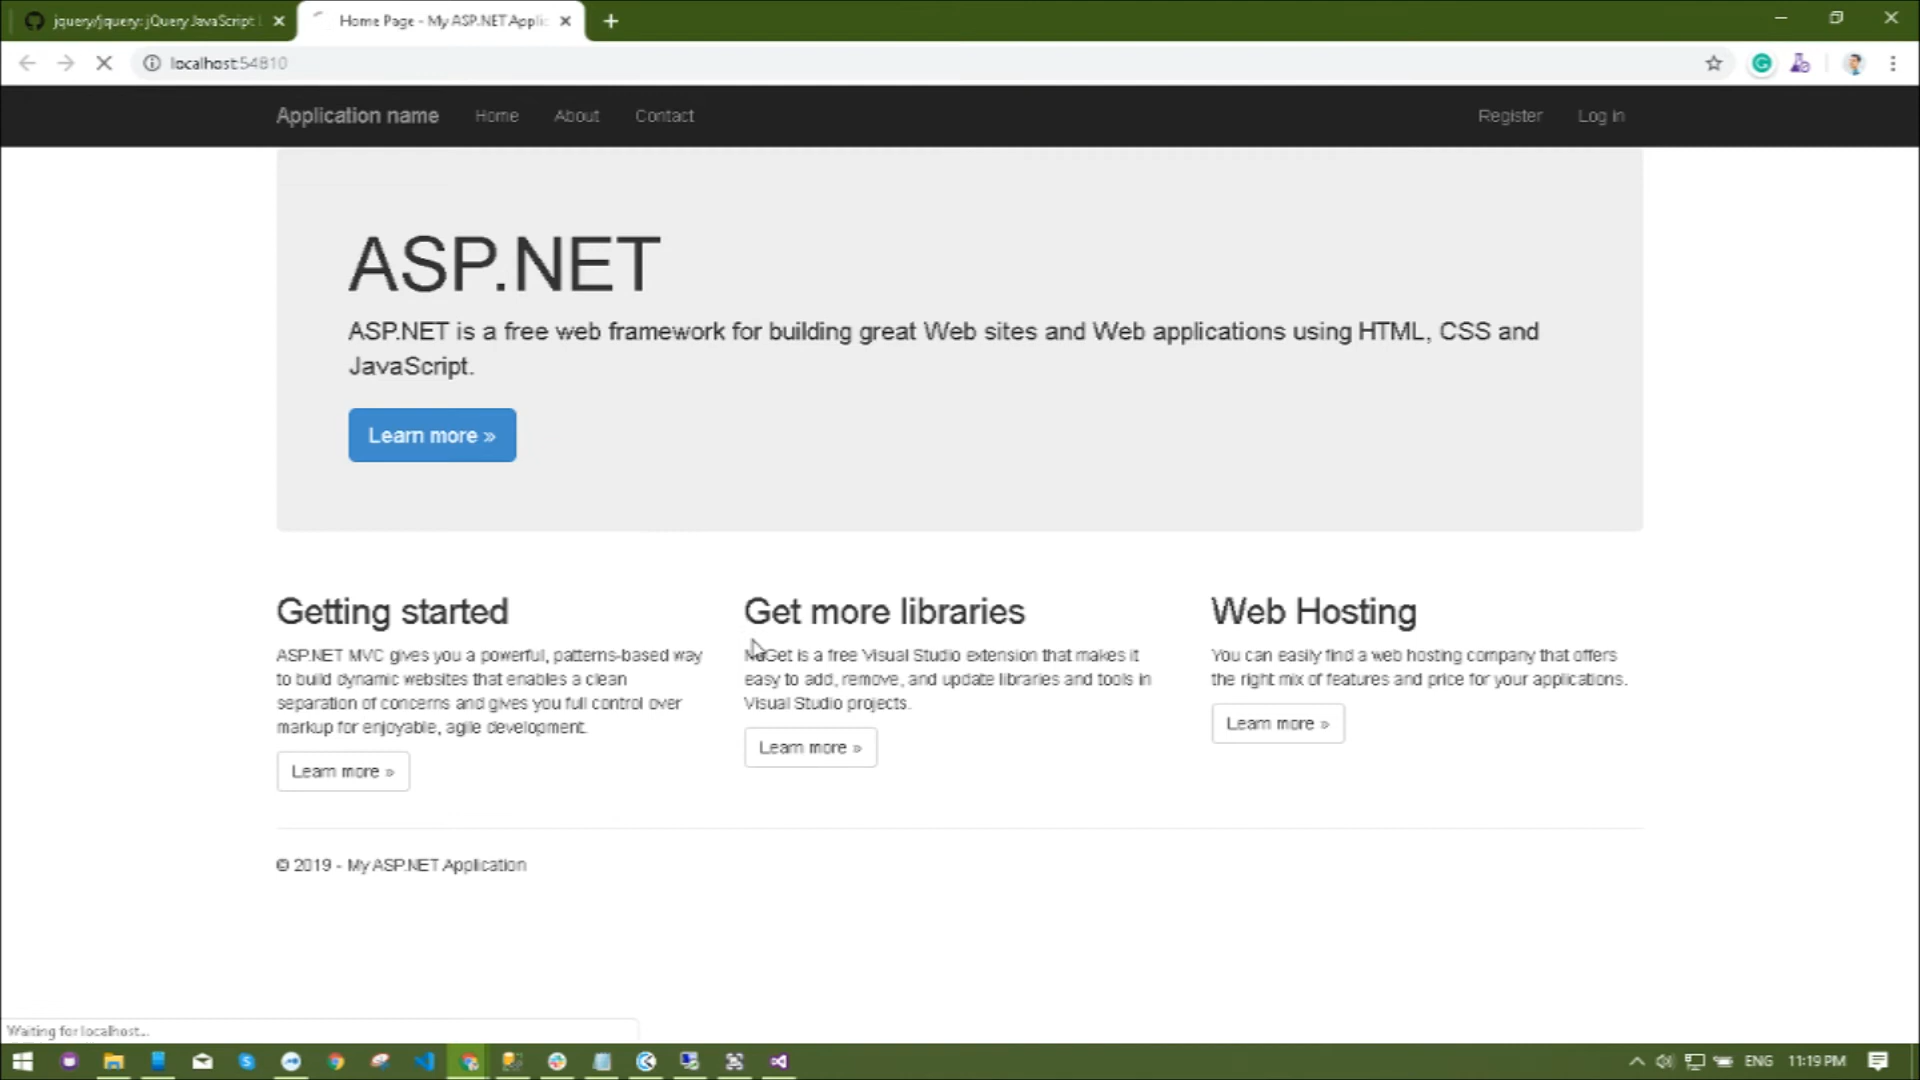 jquery/jquery: jQuery JavaScript
Home Page - My ASP.NET Applic
localhost:54810
Application name
Home
About
Contact
Register
Log in
ASP.NET
ASP.NET is a free web framework for building great Web sites and Web applications using HTML, CSS and
JavaScript.
Learn more »
Getting started
ASP.NET MVC gives you a powerful, patterns-based way
to build dynamic websites that enables a clean
separation of concerns and gives you full control over
markup for enjoyable, agile development.
Learn more »
Get more libraries
NuGet is a free Visual Studio extension that makes it
easy to add, remove, and update libraries and tools in
Visual Studio projects.
Learn more »
Web Hosting
You can easily find a web hosting company that offers
the right mix of features and price for your applications.
Learn more »
© 2019 - My ASP.NET Application
Waiting for localhost...
ENG
11:19 PM